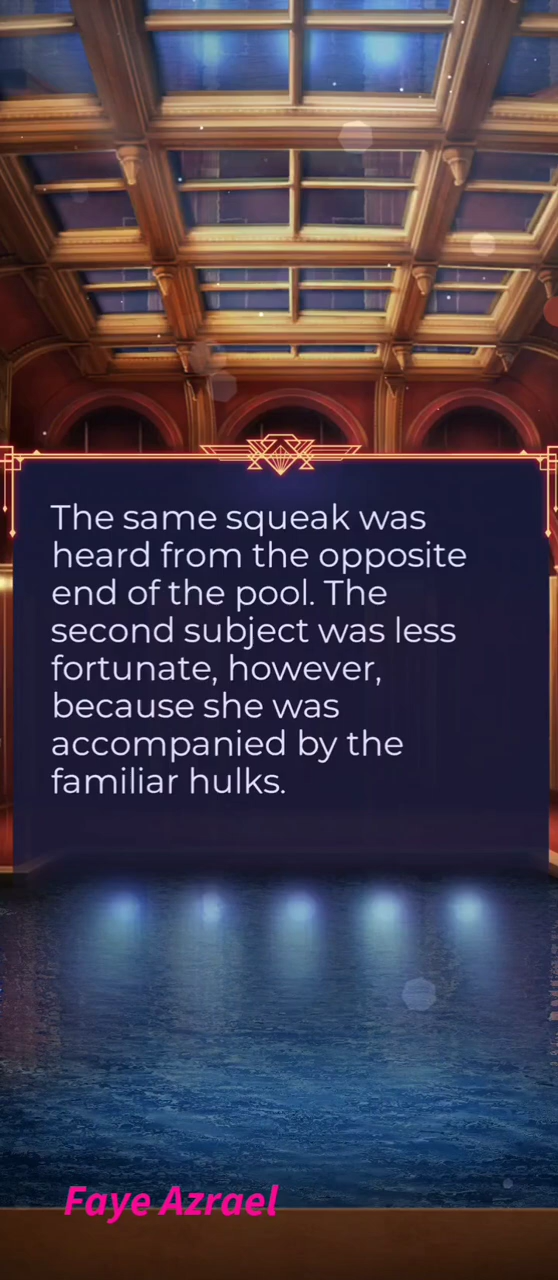 The same squeak was
heard from the opposite
end of the pool. The
second subject was less
fortunate, however,
because she was
accompanied by the
familiar hulks.
Faye Azrael